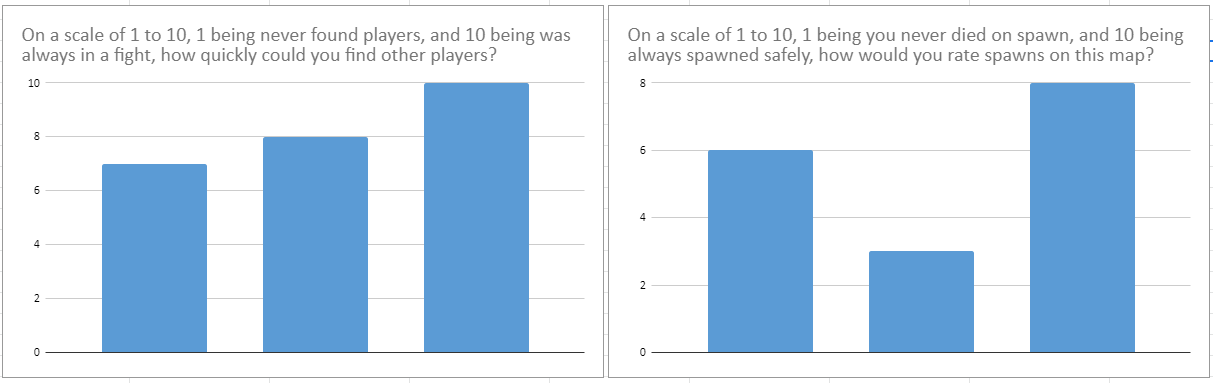 On a scale of 1 to 10, 1 being never found players, and 10 being was
always in a fight, how quickly could you find other players?
10
8
6
4
2
0
On a scale of 1 to 10, 1 being you never died on spawn, and 10 being
always spawned safely, how would you rate spawns on this map?
8
6
4
2
0